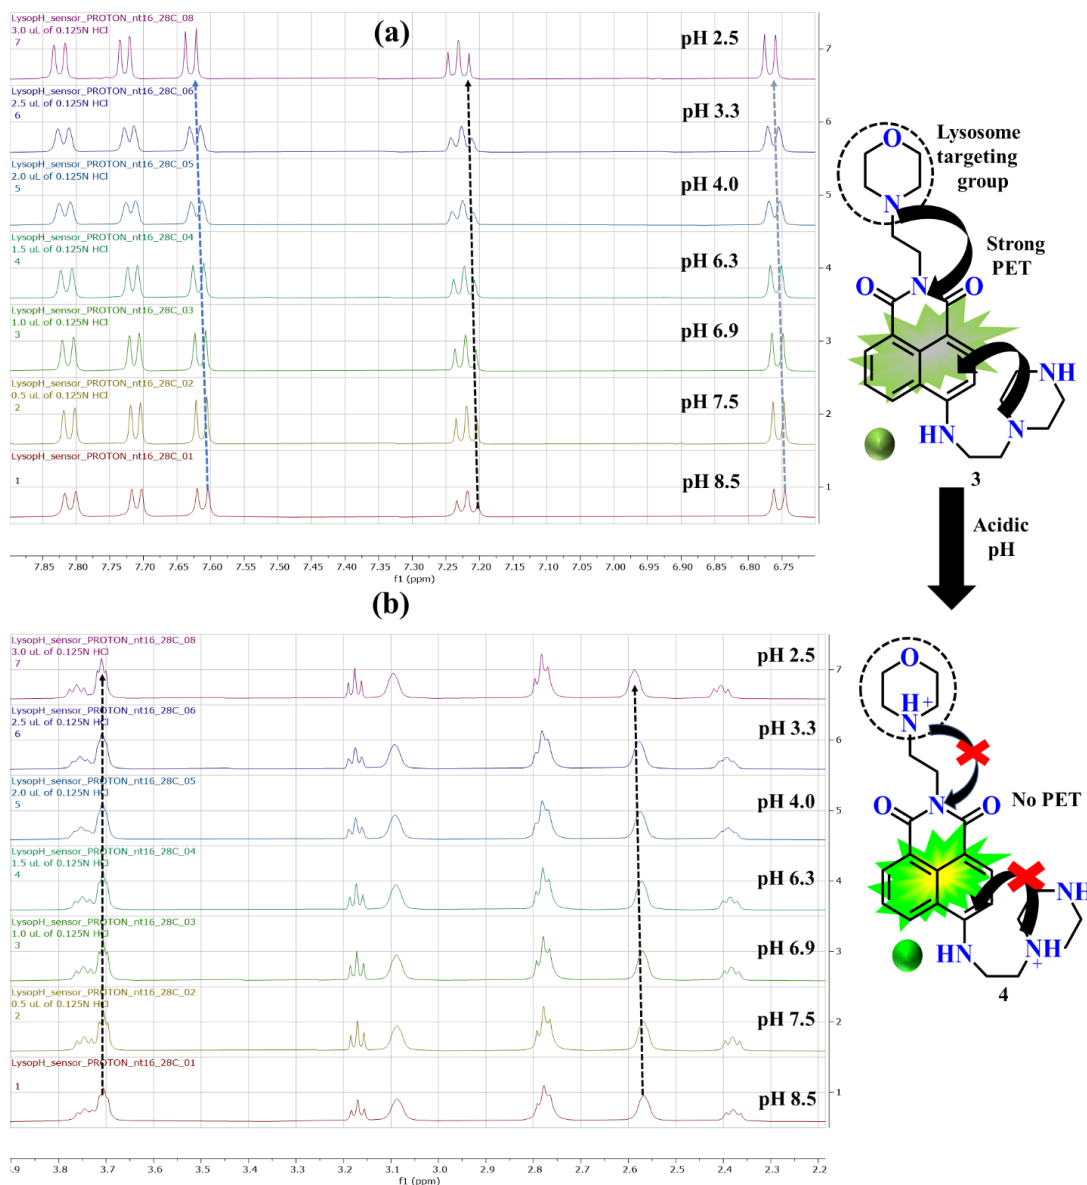 (a)
LysopH_sensor_PROTON_nt16_28C_08
3.0 uL of 0.125N HCl
7
pH 2.5
7
LysopH_sensor_PROTON_nt16_28C_06
2.5 uL of 0.125N HCl
6
pH 3.3
6
LysopH_sensor_PROTON_nt16_28C_05
2.0 uL of 0.125N HCl
5
pH 4.0
5
LysopH_sensor_PROTON_nt16_28C_04
1.5 uL of 0.125N HCl
4
pH 6.3
4
LysopH_sensor_PROTON_nt16_28C_03
1.0 uL of 0.125N HCl
3
pH 6.9
3
LysopH_sensor_PROTON_nt16_28C_02
0.5 uL of 0.125N HCl
2
pH 7.5
2
LysopH_sensor_PROTON_nt16_28C_01
1
pH 8.5
1
7.85 7.80 7.75 7.70 7.65 7.60 7.55 7.50 7.45 7.40 7.35 7.30 7.25 7.20 7.15 7.10 7.05 7.00 6.95 6.90 6.85 6.80 6.75
f1 (ppm)
(b)
LysopH_sensor_PROTON_nt16_28C_08
3.0 uL of 0.125N HCl
7
pH 2.5
7
LysopH_sensor_PROTON_nt16_28C_06
2.5 uL of 0.125N HCl
6
pH 3.3
6
LysopH_sensor_PROTON_nt16_28C_05
2.0 uL of 0.125N HCl
5
pH 4.0
5
LysopH_sensor_PROTON_nt16_28C_04
1.5 uL of 0.125N HCl
4
pH 6.3
4
LysopH_sensor_PROTON_nt16_28C_03
1.0 uL of 0.125N HCl
3
pH 6.9
3
LysopH_sensor_PROTON_nt16_28C_02
0.5 uL of 0.125N HCl
2
pH 7.5
2
LysopH_sensor_PROTON_nt16_28C_01
1
pH 8.5
1
3.8 3.7 3.6 3.5 3.4 3.3 3.2 3.1 3.0 2.9 2.8 2.7 2.6 2.5 2.4 2.3 2.2
f1 (ppm)
O
Lysosome
targeting
group
N
Strong
PET
O N O
NH
HN N
3
Acidic
pH
O
H +
N
No PET
O N O
NH
HN NH
+
4